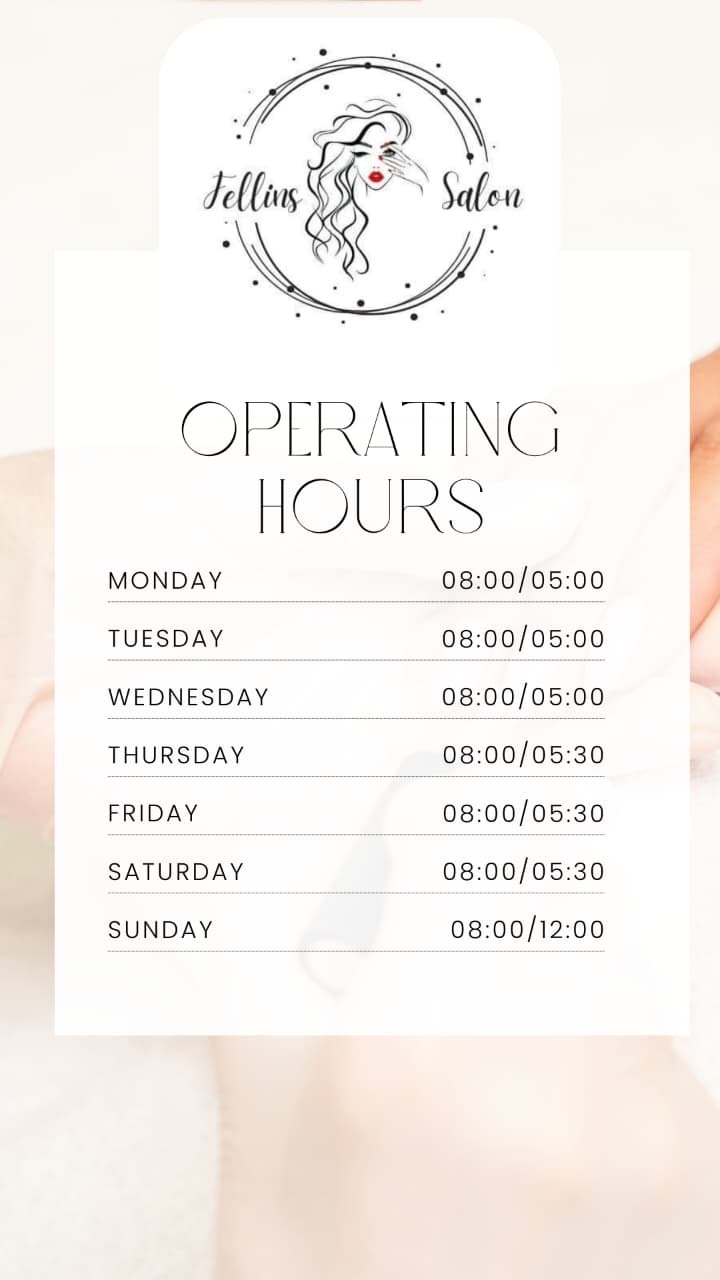 Fellins Salon
OPERATING
HOURS
MONDAY 08:00/05:00
TUESDAY 08:00/05:00
WEDNESDAY 08:00/05:00
THURSDAY 08:00/05:30
FRIDAY 08:00/05:30
SATURDAY 08:00/05:30
SUNDAY 08:00/12:00